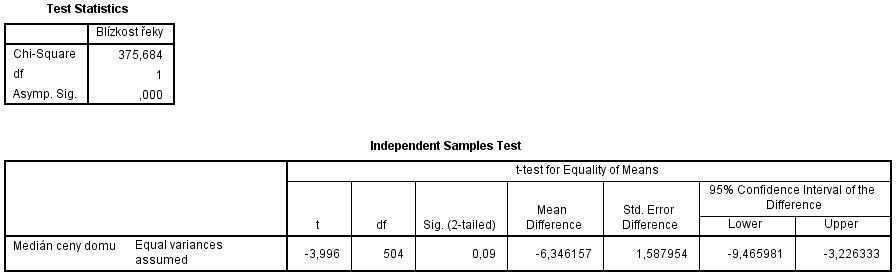 Test Statistics
Blízkost řeky
Chi-Square 375,684
df 1
Asymp. Sig. ,000
Independent Samples Test
t-test for Equality of Means
95% Confidence Interval of the Difference
t df Sig. (2-tailed) Mean Difference Std. Error Difference Lower Upper
Medián ceny domu Equal variances assumed -3,996 504 0,09 -6,346157 1,587954 -9,465981 -3,226333